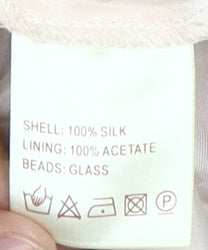 SHELL: 100% SILK
LINING: 100% ACETATE
BEADS: GLASS
P